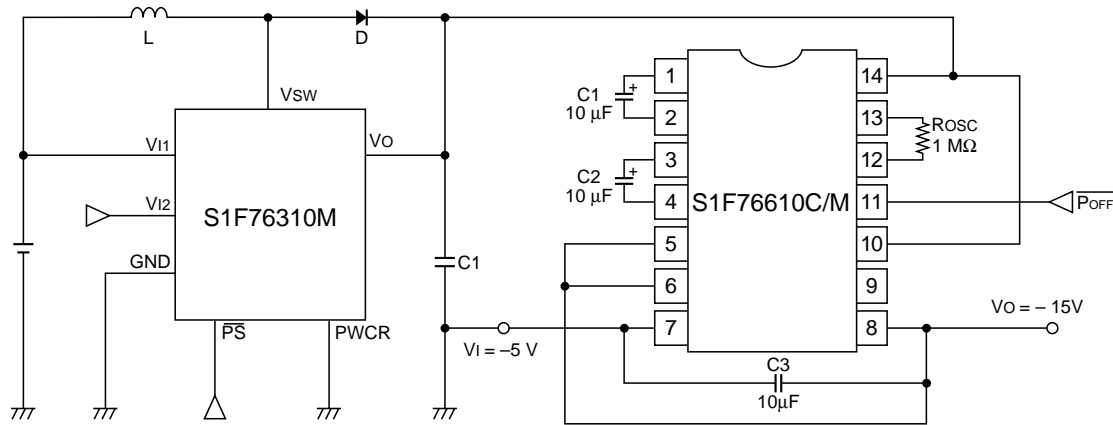 L
D
VSW
VI1
VO
VI2
S1F76310M
GND
PS
PWCR
C1
VI = –5 V
C1
10 µF
+
C2
10 µF
+
1
2
3
4
5
6
7
S1F76610C/M
14
13
12
11
10
9
8
ROSC
1 MΩ
POFF
VO = – 15V
C3
10µF